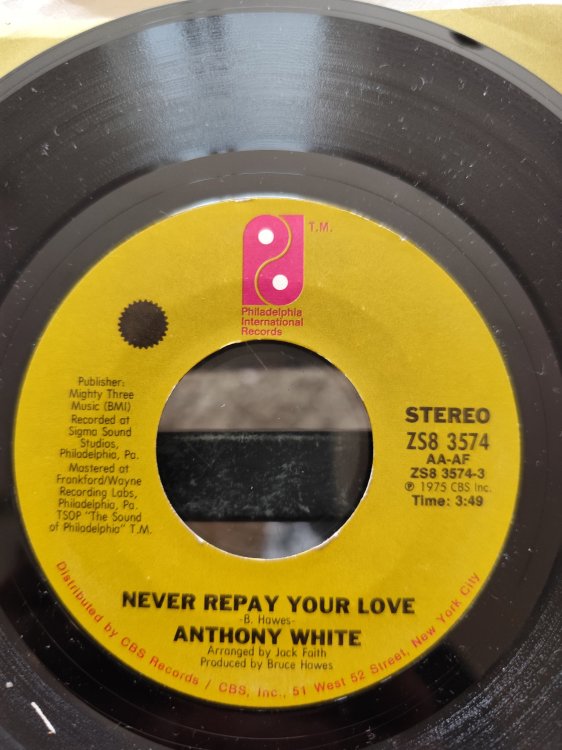 T.M.
Philadelphia
International
Records
Publisher:
Mighty Three
Music (BMI)
Recorded at
Sigma Sound
Studios,
Philadelphia, Pa.
Mastered at
Frankford/Wayne
Recording Labs,
Philadelphia, Pa.
TSOP "The Sound
of Philadelphia" T.M.
STEREO
ZS8 3574
AA-AF
ZS8 3574-3
℗ 1975 CBS Inc.
Time: 3:49
NEVER REPAY YOUR LOVE
-B. Hawes-
ANTHONY WHITE
Arranged by Jack Faith
Produced by Bruce Hawes
Distributed by CBS Records / CBS, Inc., 51 West 52 Street, New York City